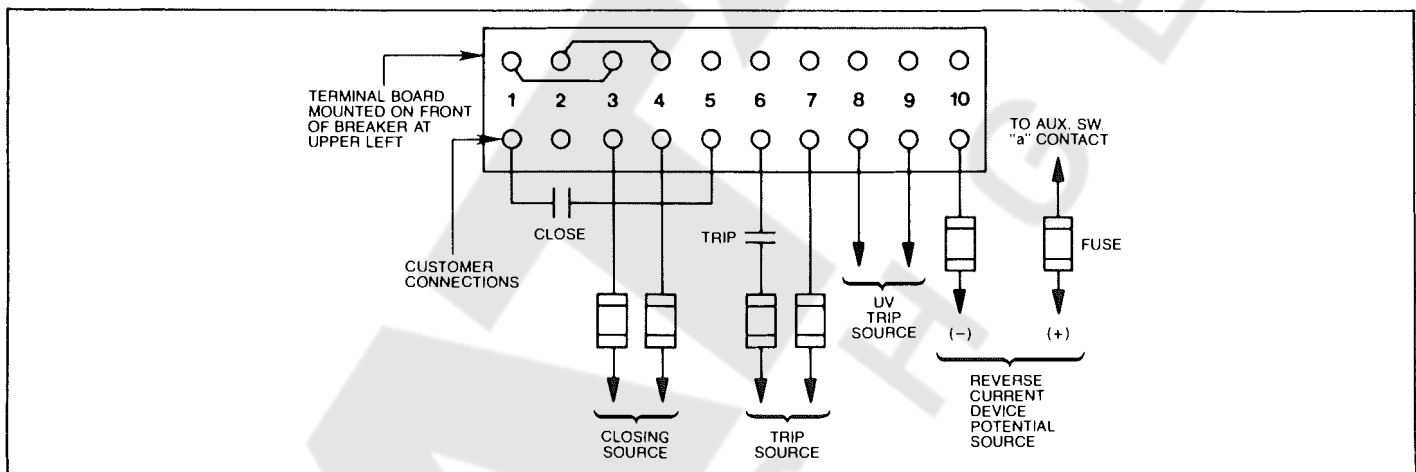 TERMINAL BOARD
MOUNTED ON FRONT
OF BREAKER AT
UPPER LEFT
1 2 3 4 5 6 7 8 9 10
TO AUX. SW.
"a" CONTACT
CLOSE
TRIP
FUSE
CUSTOMER
CONNECTIONS
UV
TRIP
SOURCE
(-) (+)
CLOSING
SOURCE
TRIP
SOURCE
REVERSE
CURRENT
DEVICE
POTENTIAL
SOURCE